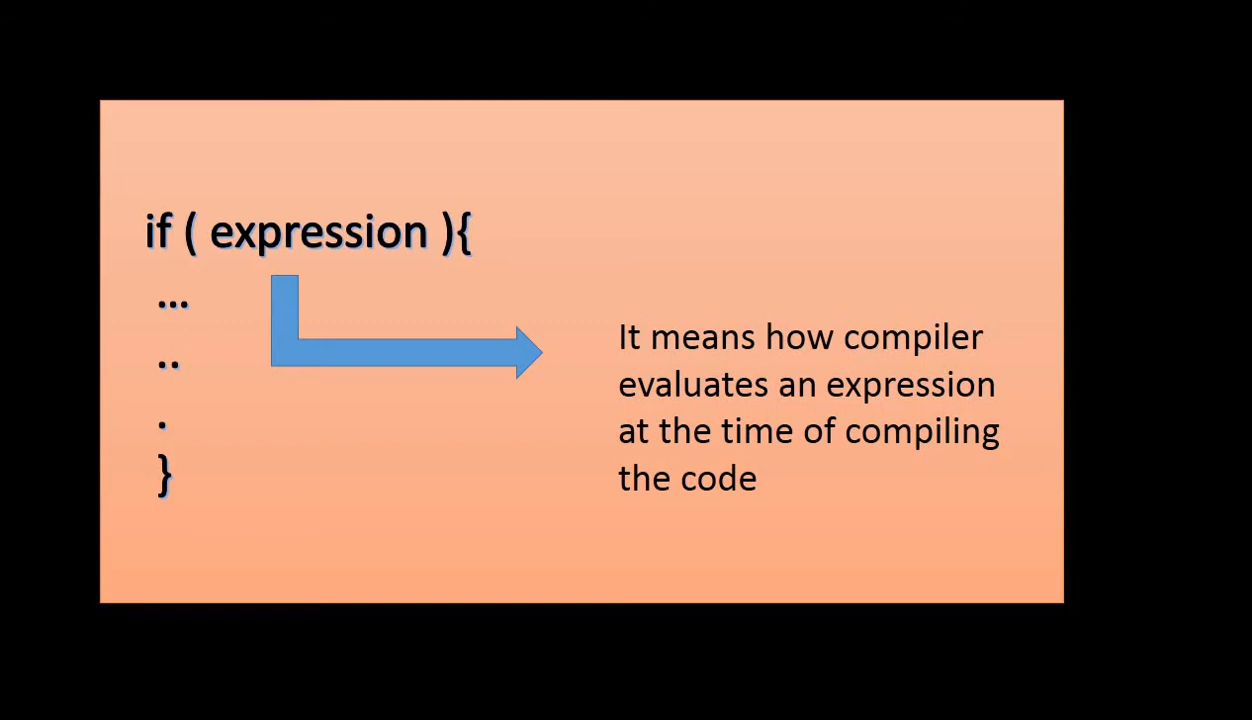 if ( expression ){
...
..
.
}
It means how compiler
evaluates an expression
at the time of compiling
the code